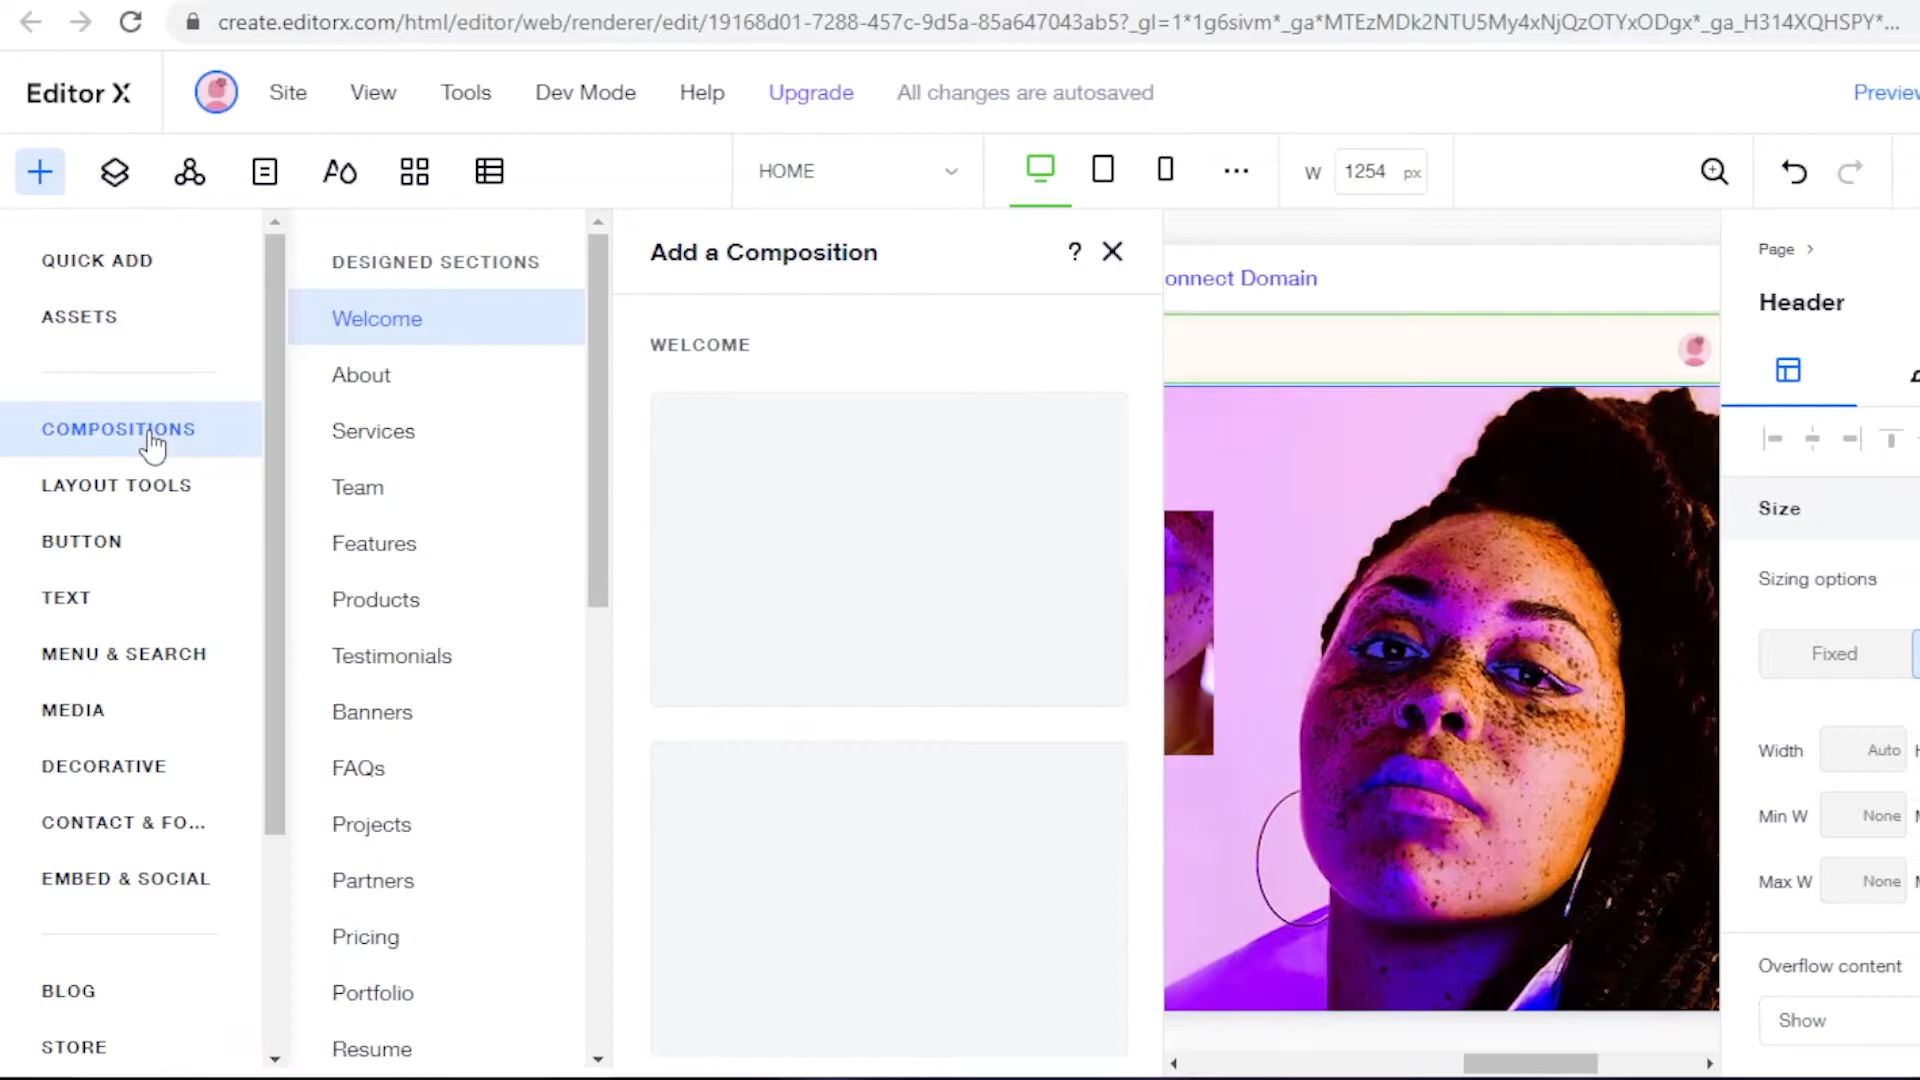 create.editorx.com/html/editor/web/renderer/edit/19168d01-7288-457c-9d5a-85a647043ab5?_gl=1*1g6sivm*_ga*MTEzMDk2NTU5My4xNjQzOTYxODgx*_ga_H314XQHSPY*...
Editor X
Site
View
Tools
Dev Mode
Help
Upgrade
All changes are autosaved
Preview
HOME
W
1254 px
QUICK ADD
ASSETS
COMPOSITIONS
LAYOUT TOOLS
BUTTON
TEXT
MENU & SEARCH
MEDIA
DECORATIVE
CONTACT & FO...
EMBED & SOCIAL
BLOG
STORE
DESIGNED SECTIONS
Welcome
About
Services
Team
Features
Products
Testimonials
Banners
FAQs
Projects
Partners
Pricing
Portfolio
Resume
Add a Composition
?
WELCOME
onnect Domain
Page >
Header
Size
Sizing options
Fixed
Width
Auto
Min W
None
Max W
None
Overflow content
Show